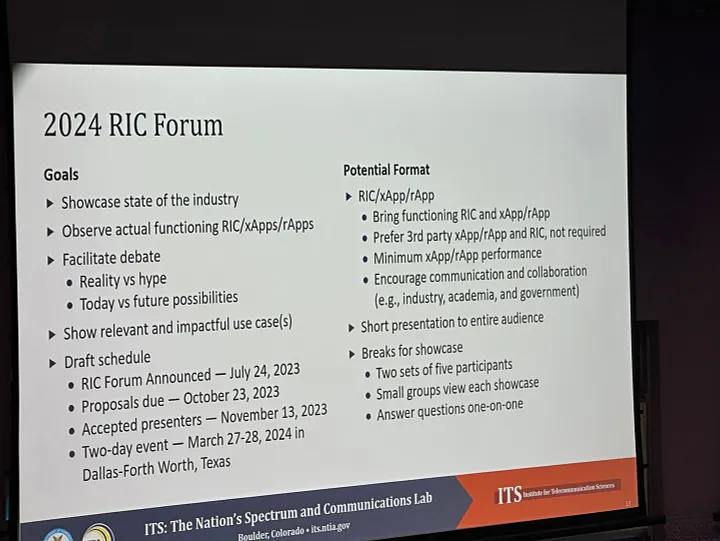 2024 RIC Forum
Goals
Showcase state of the industry
Observe actual functioning RIC/xApps/rApps
Facilitate debate
Reality vs hype
Today vs future possibilities
Show relevant and impactful use case(s)
Draft schedule
RIC Forum Announced — July 24, 2023
Proposals due — October 23, 2023
Accepted presenters — November 13, 2023
Two-day event — March 27-28, 2024 in
Dallas-Forth Worth, Texas
Potential Format
RIC/xApp/rApp
Bring functioning RIC and xApp/rApp
Prefer 3rd party xApp/rApp and RIC, not required
Minimum xApp/rApp performance
Encourage communication and collaboration
(e.g., industry, academia, and government)
Short presentation to entire audience
Breaks for showcase
Two sets of five participants
Small groups view each showcase
Answer questions one-on-one
ITS: The Nation's Spectrum and Communications Lab
Boulder, Colorado • its.ntia.gov
ITS Institute for Telecommunication Sciences